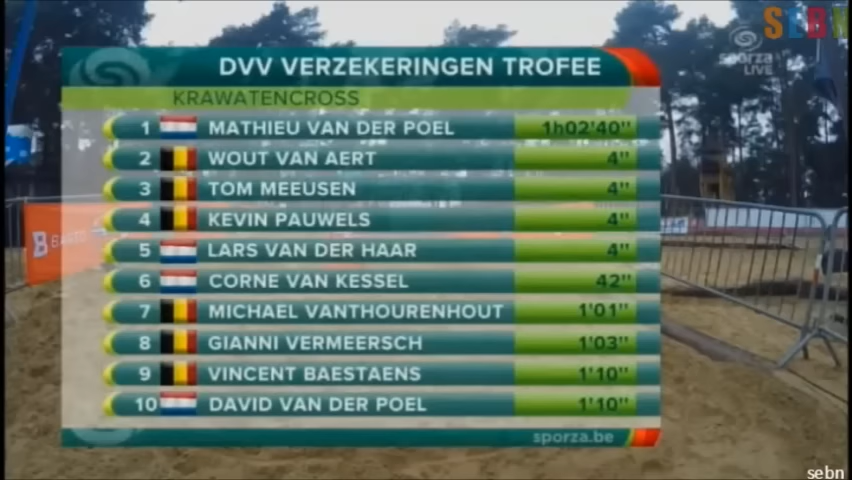 SEBN
sporza
LIVE
DVV VERZEKERINGEN TROFEE
KRAWATENCROSS
1 MATHIEU VAN DER POEL 1h02'40"
2 WOUT VAN AERT 4"
3 TOM MEEUSEN 4"
4 KEVIN PAUWELS 4"
5 LARS VAN DER HAAR 4"
6 CORNE VAN KESSEL 42"
7 MICHAEL VANTHOURENHOUT 1'01"
8 GIANNI VERMEERSCH 1'03"
9 VINCENT BAESTAENS 1'10"
10 DAVID VAN DER POEL 1'10"
sporza.be
sebn